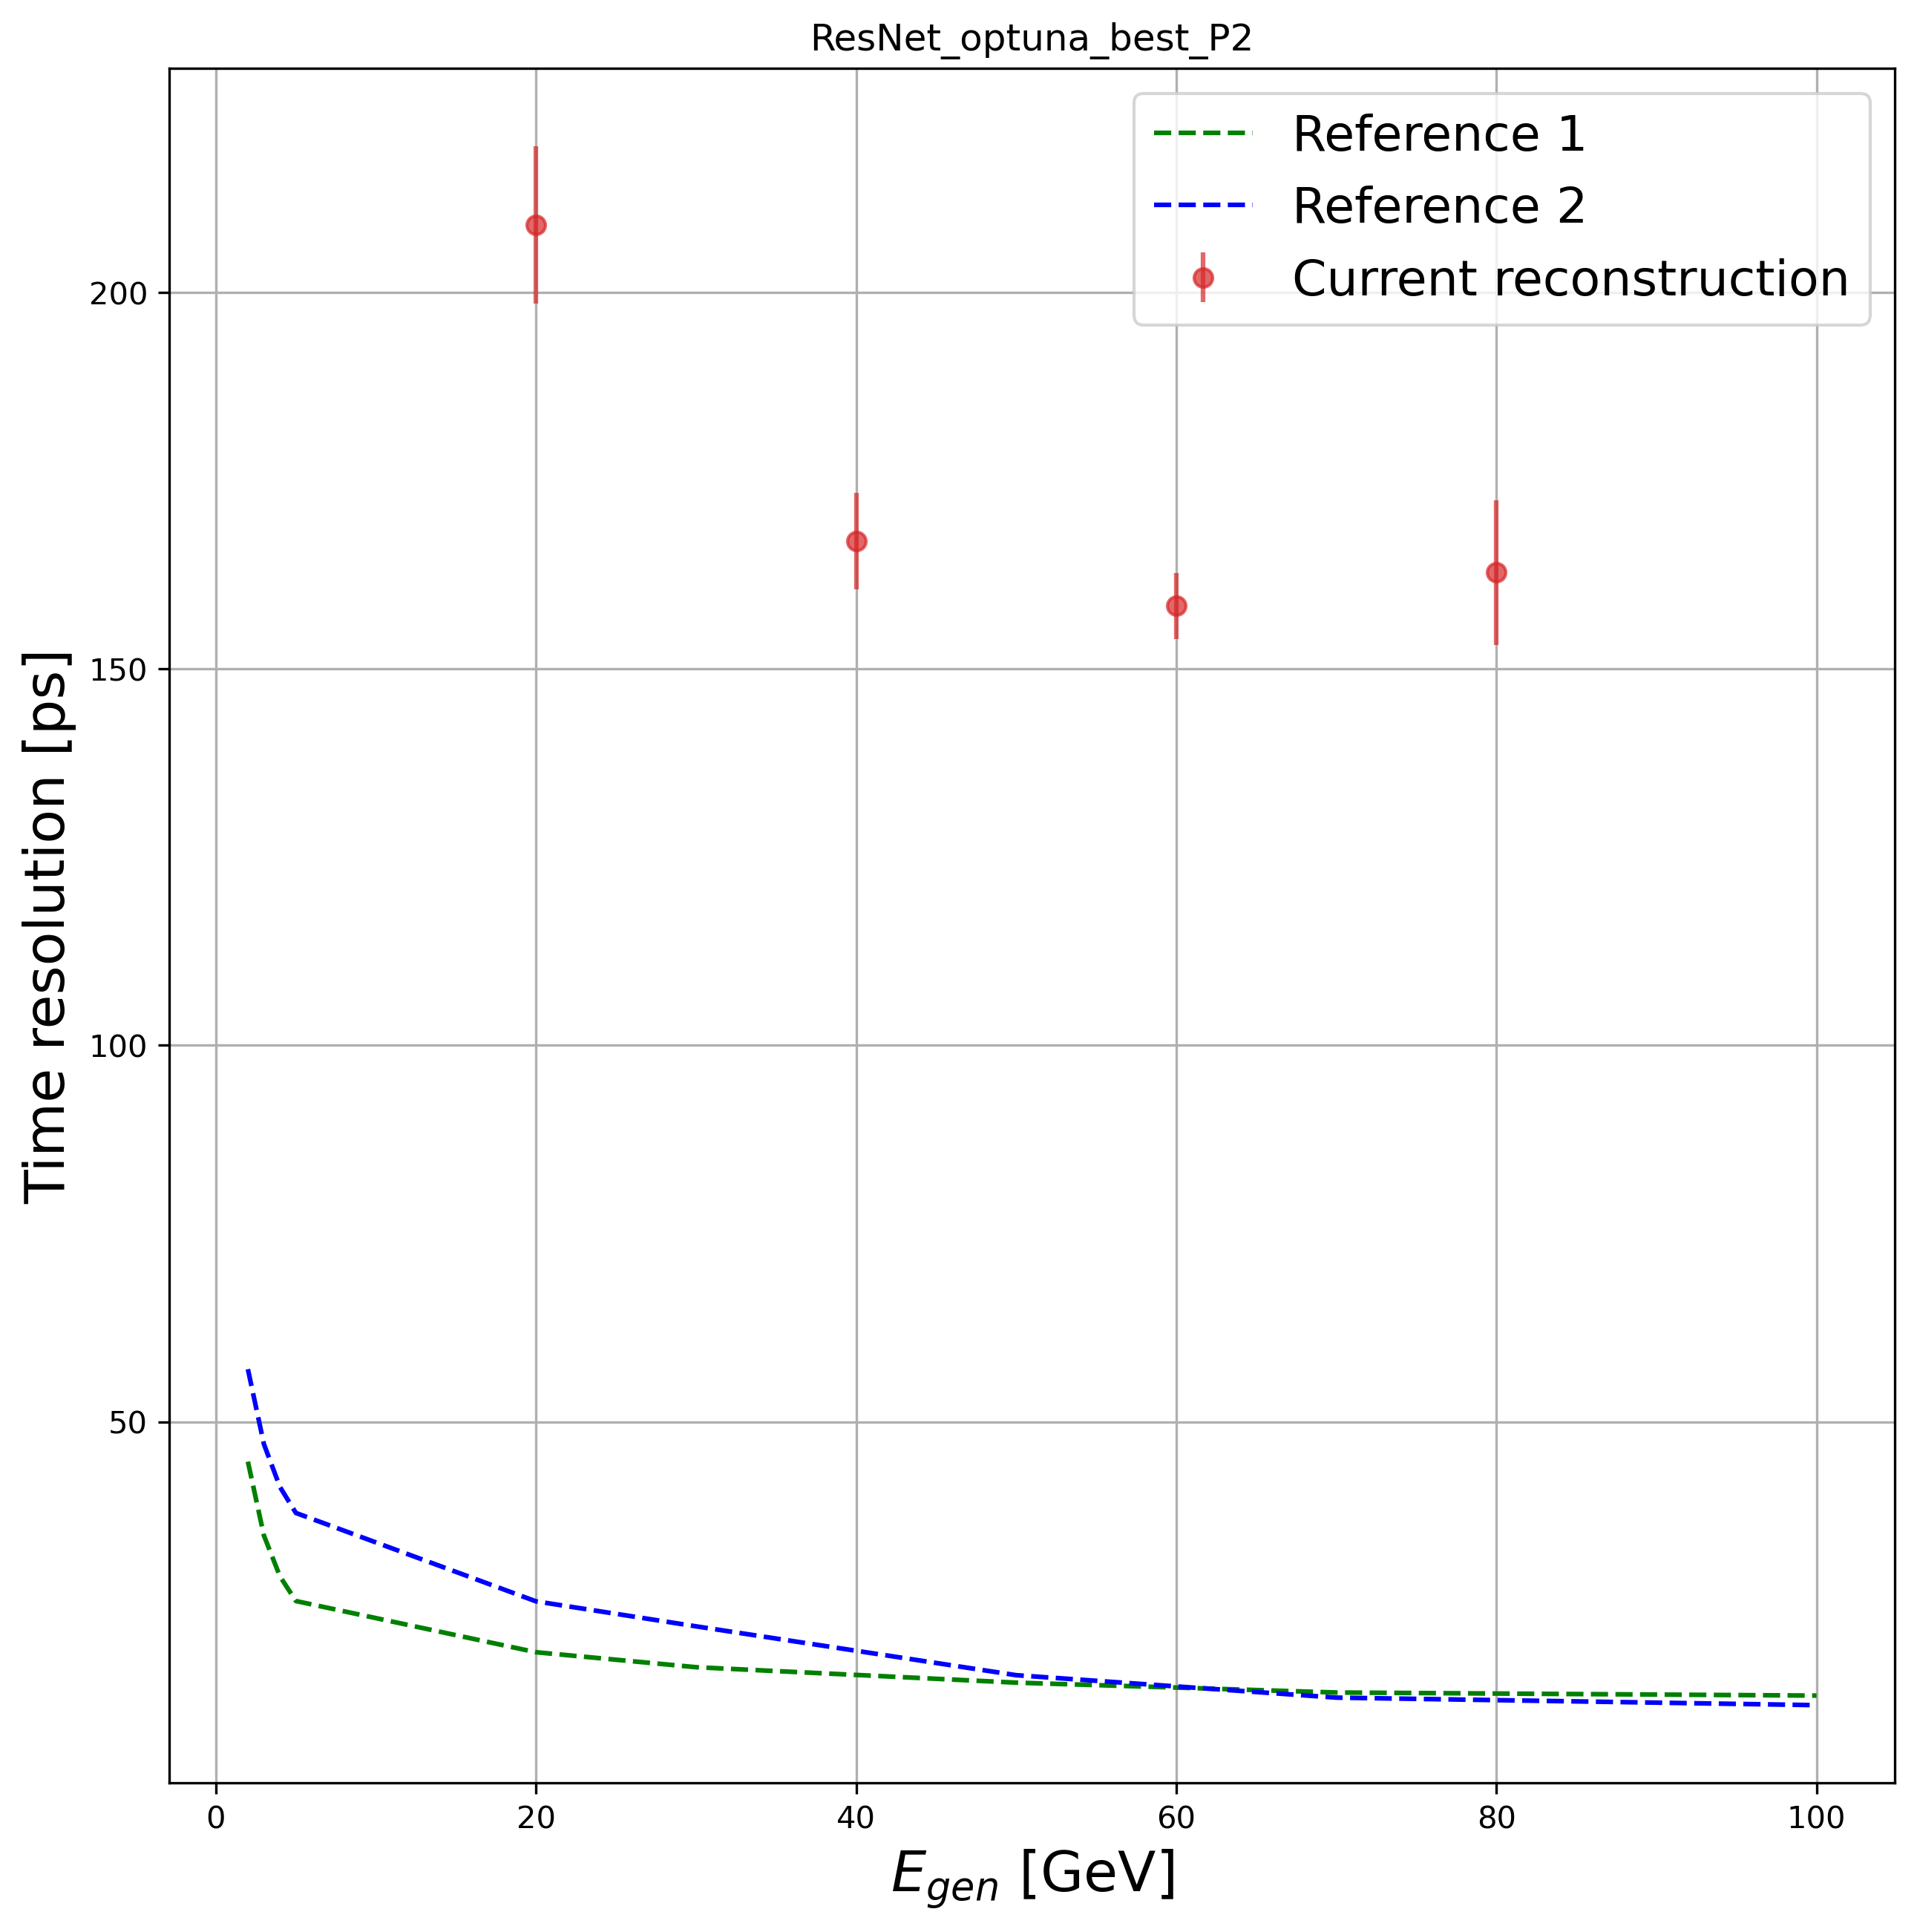 ResNet_optuna_best_P2
Reference 1
Reference 2
Current reconstruction
Time resolution [ps]
200
150
100
50
0 20 40 60 80 100
E_gen [GeV]